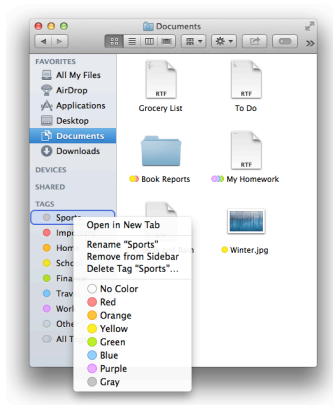 Documents
FAVORITES
All My Files
AirDrop
Applications
Desktop
Documents
Downloads
DEVICES
SHARED
TAGS
Sports
RTF
Grocery List
RTF
To Do
Book Reports
RTF
My Homework
Winter.jpg
Open in New Tab
Rename “Sports”
Remove from Sidebar
Delete Tag “Sports”...
No Color
Red
Orange
Yellow
Green
Blue
Purple
Gray